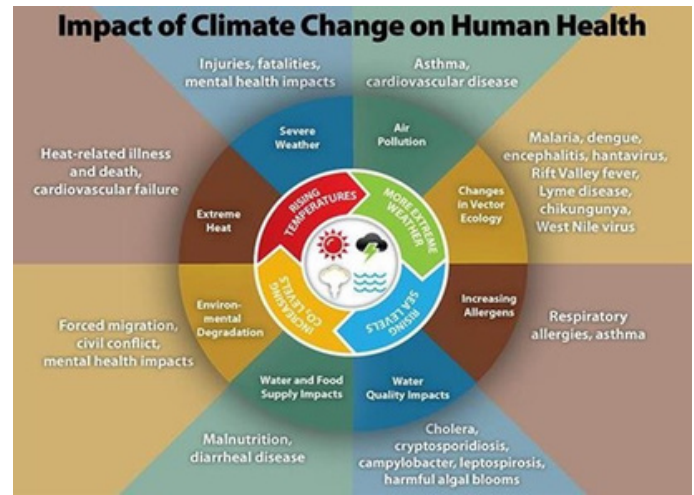 Impact of Climate Change on Human Health
Injuries, fatalities,
mental health impacts
Asthma,
cardiovascular disease
Heat-related illness
and death,
cardiovascular failure
Malaria, dengue,
encephalitis, hantavirus,
Rift Valley fever,
Lyme disease,
chikungunya,
West Nile virus
Severe
Weather
Air
Pollution
Extreme
Heat
Changes
in Vector
Ecology
RISING
TEMPERATURES
MORE EXTREME
WEATHER
INCREASING
CO₂ LEVELS
RISING
SEA LEVELS
Environ-
mental
Degradation
Increasing
Allergens
Water and Food
Supply Impacts
Water
Quality Impacts
Forced migration,
civil conflict,
mental health impacts
Respiratory
allergies, asthma
Malnutrition,
diarrheal disease
Cholera,
cryptosporidiosis,
campylobacter, leptospirosis,
harmful algal blooms